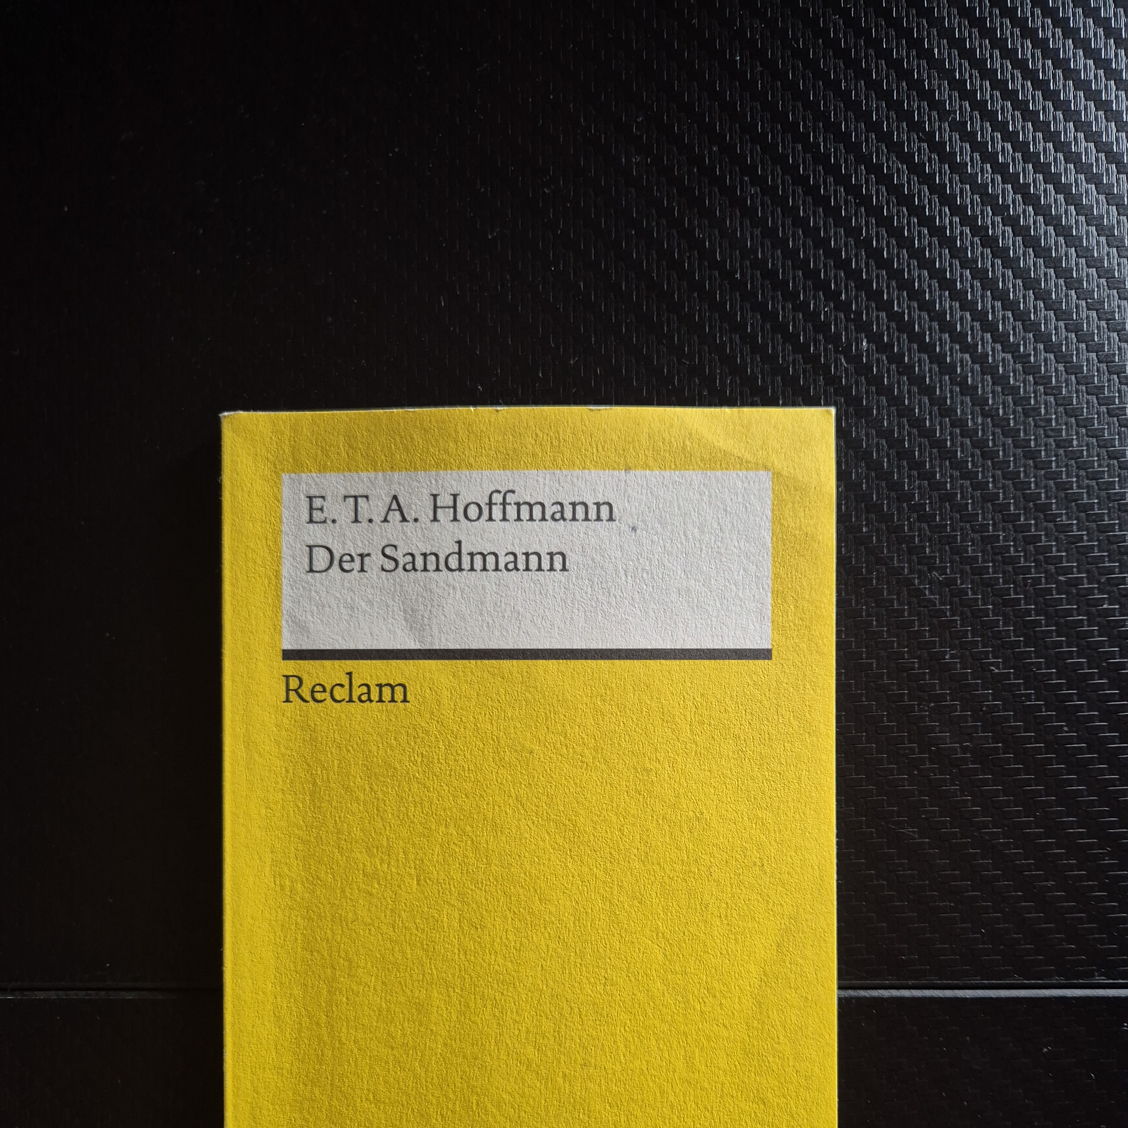 E. T. A. Hoffmann
Der Sandmann
Reclam